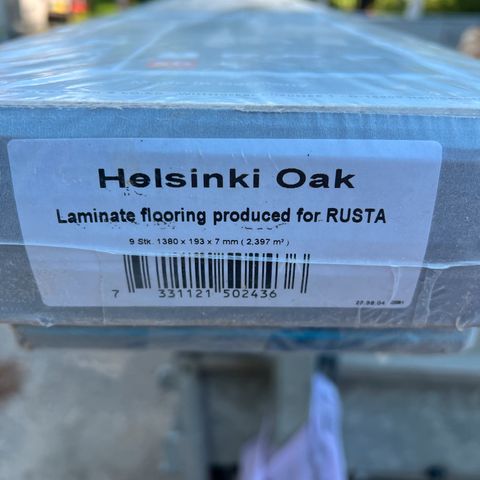 Helsinki Oak
Laminate flooring produced for RUSTA
9 Stk. 1380 x 193 x 7 mm ( 2,397 m² )
7 331121 502436